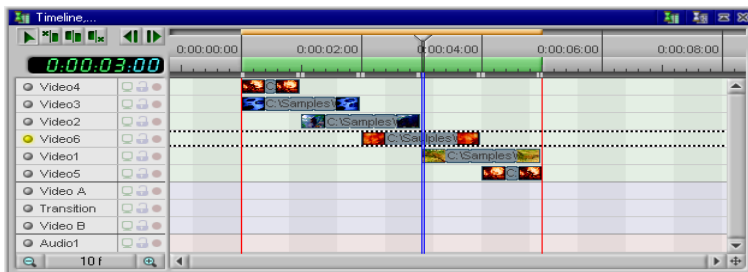 Timeline,...
0:00:03:00
0:00:00:00 0:00:02:00 0:00:04:00 0:00:06:00 0:00:08:00
Video4 C
Video3 C:\Samples\
Video2 C:\Samples\
Video6 C:\Samples\
Video1 C:\Samples\
Video5 C
Video A
Transition
Video B
Audio1
10 f